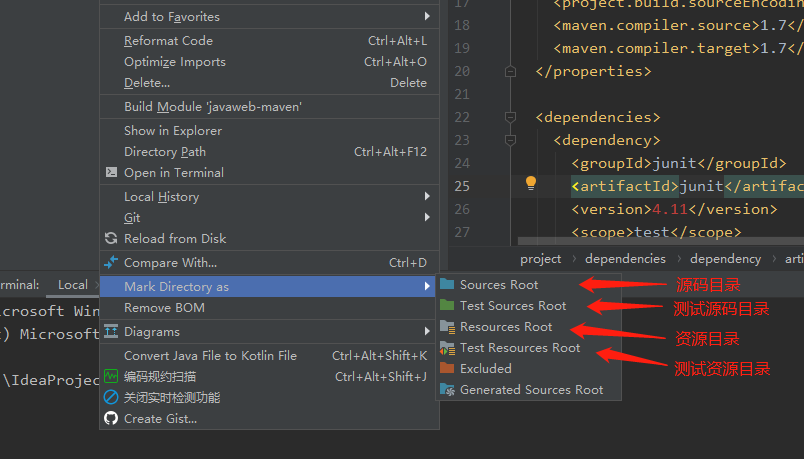 Add to Favorites
Reformat Code Ctrl+Alt+L
Optimize Imports Ctrl+Alt+O
Delete... Delete
Build Module 'javaweb-maven'
Show in Explorer
Directory Path Ctrl+Alt+F12
Open in Terminal
Local History
Git
Reload from Disk
Compare With... Ctrl+D
Mark Directory as
Remove BOM
Diagrams
Convert Java File to Kotlin File Ctrl+Alt+Shift+K
编码规约扫描 Ctrl+Alt+Shift+J
关闭实时检测功能
Create Gist...
17 <project.build.sourceEncodin
18 <maven.compiler.source>1.7</
19 <maven.compiler.target>1.7</
20 </properties>
21
22 <dependencies>
23 <dependency>
24 <groupId>junit</groupId>
25 <artifactId>junit</artifac
26 <version>4.11</version>
27 <scope>test</scope>
project › dependencies › dependency › arti
Sources Root 源码目录
Test Sources Root 测试源码目录
Resources Root 资源目录
Test Resources Root 测试资源目录
Excluded
Generated Sources Root
rminal: Local
crosoft Win
) Microsoft
\IdeaProjec